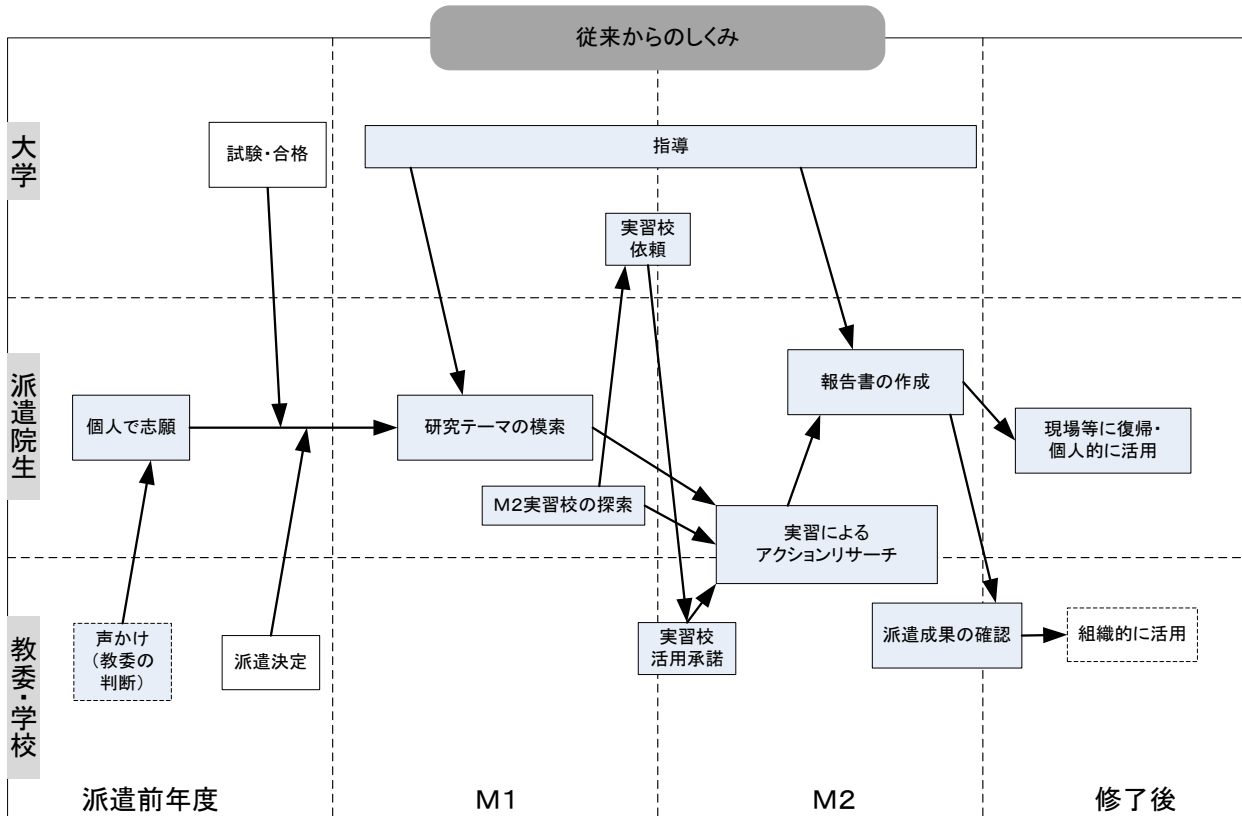 従来からのしくみ
大学
試験・合格
指導
実習校
依頼
派遣院生
個人で志願
研究テーマの模索
M2実習校の探索
報告書の作成
現場等に復帰・
個人的に活用
実習による
アクションリサーチ
教委・学校
声かけ
(教委の
判断)
派遣決定
実習校
活用承諾
派遣成果の確認
組織的に活用
派遣前年度
M1
M2
修了後